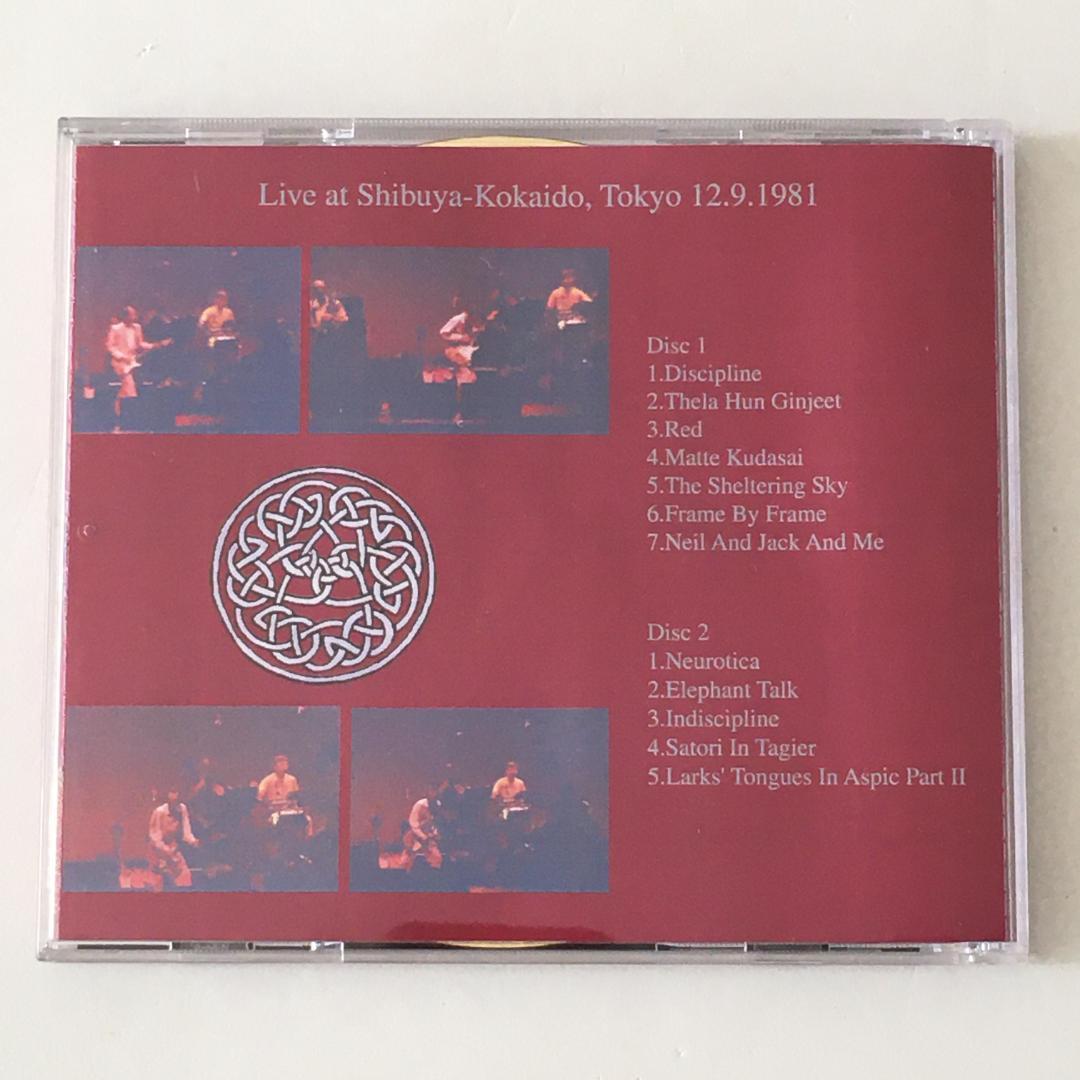 Live at Shibuya-Kokaido, Tokyo 12.9.1981
Disc 1
1.Discipline
2.Thela Hun Ginjeet
3.Red
4.Matte Kudasai
5.The Sheltering Sky
6.Frame By Frame
7.Neil And Jack And Me
Disc 2
1.Neurotica
2.Elephant Talk
3.Indiscipline
4.Satori In Tagier
5.Larks' Tongues In Aspic Part II